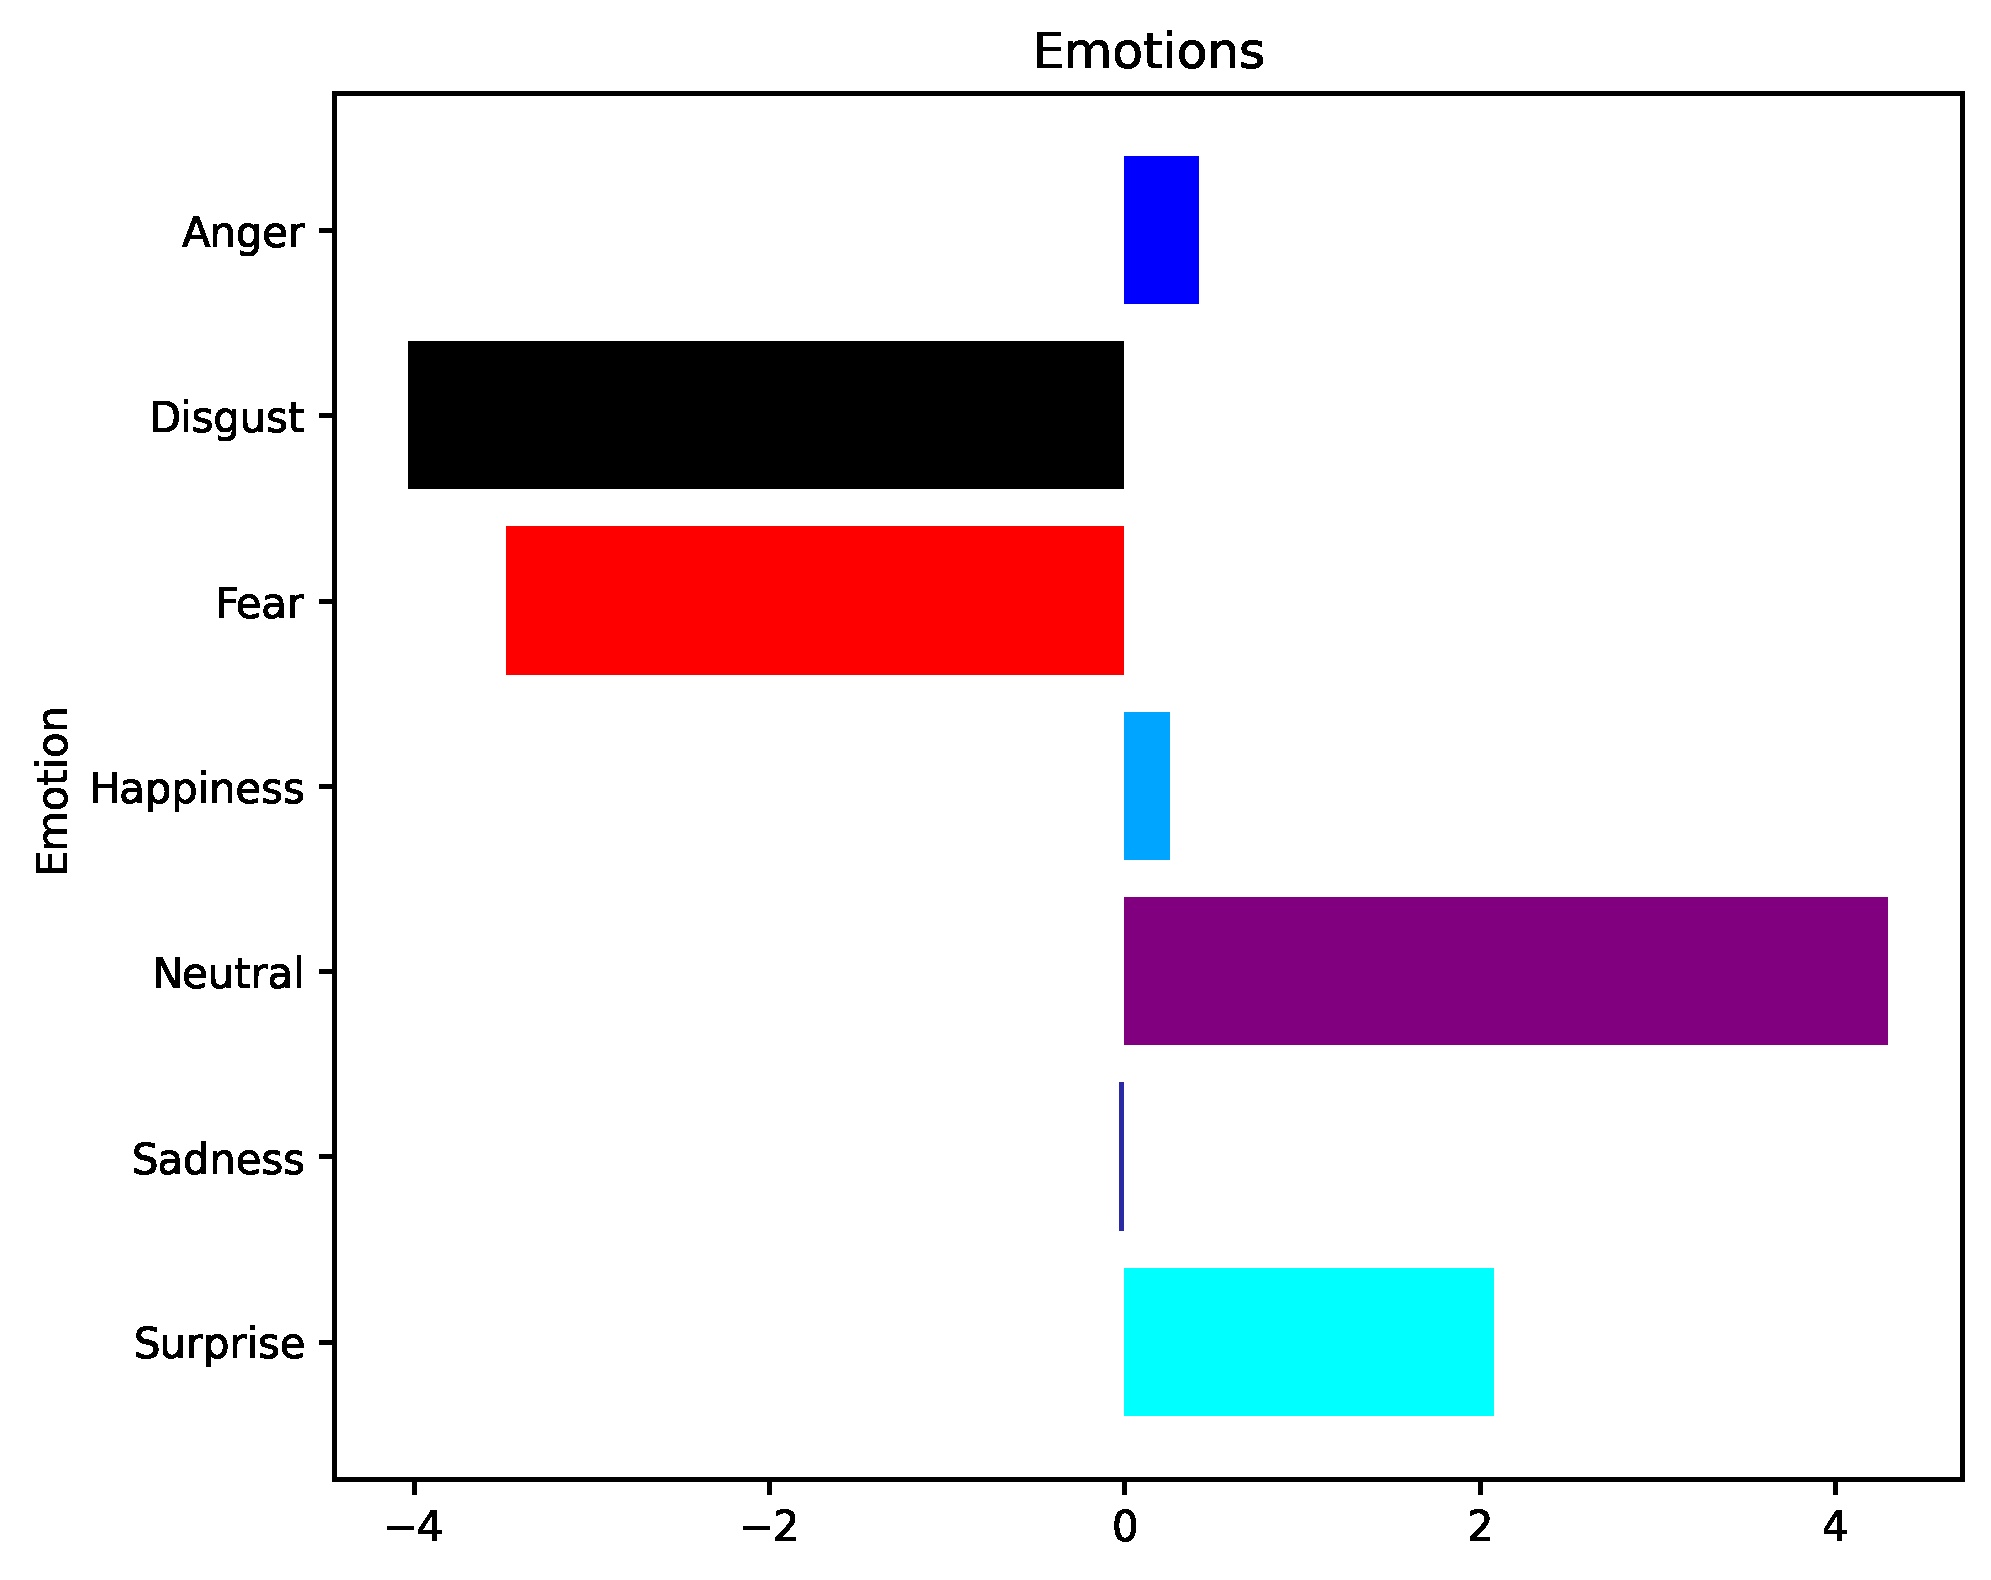 Emotions
Emotion
Anger
Disgust
Fear
Happiness
Neutral
Sadness
Surprise
−4 −2 0 2 4